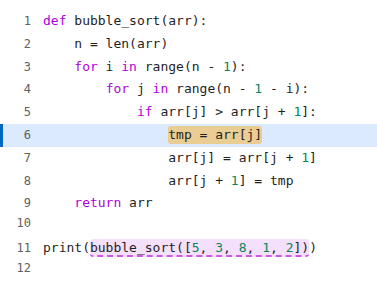 1 def bubble_sort(arr):
2     n = len(arr)
3     for i in range(n - 1):
4         for j in range(n - 1 - i):
5             if arr[j] > arr[j + 1]:
6                 tmp = arr[j]
7                 arr[j] = arr[j + 1]
8                 arr[j + 1] = tmp
9     return arr
10
11 print(bubble_sort([5, 3, 8, 1, 2]))
12